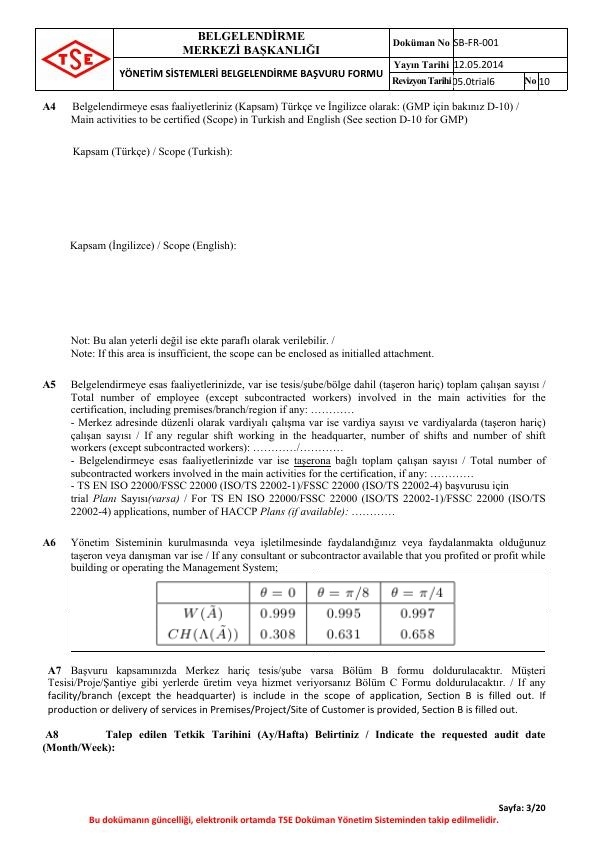 TSE
BELGELENDİRME
MERKEZİ BAŞKANLIĞI
YÖNETİM SİSTEMLERİ BELGELENDİRME BAŞVURU FORMU
Doküman No SB-FR-001
Yayın Tarihi 12.05.2014
Revizyon Tarihi 05.0trial6 No 10
A4 Belgelendirmeye esas faaliyetleriniz (Kapsam) Türkçe ve İngilizce olarak: (GMP için bakınız D-10) /
Main activities to be certified (Scope) in Turkish and English (See section D-10 for GMP)
Kapsam (Türkçe) / Scope (Turkish):
Kapsam (İngilizce) / Scope (English):
Not: Bu alan yeterli değil ise ekte paraflı olarak verilebilir. /
Note: If this area is insufficient, the scope can be enclosed as initialled attachment.
A5 Belgelendirmeye esas faaliyetlerinizde, var ise tesis/şube/bölge dahil (taşeron hariç) toplam çalışan sayısı /
Total number of employee (except subcontracted workers) involved in the main activities for the
certification, including premises/branch/region if any: …………
- Merkez adresinde düzenli olarak vardiyalı çalışma var ise vardiya sayısı ve vardiyalarda (taşeron hariç)
çalışan sayısı / If any regular shift working in the headquarter, number of shifts and number of shift
workers (except subcontracted workers): …………/…………
- Belgelendirmeye esas faaliyetlerinizde var ise taşerona bağlı toplam çalışan sayısı / Total number of
subcontracted workers involved in the main activities for the certification, if any: …………
- TS EN ISO 22000/FSSC 22000 (ISO/TS 22002-1)/FSSC 22000 (ISO/TS 22002-4) başvurusu için
trial Planı Sayısı(varsa) / For TS EN ISO 22000/FSSC 22000 (ISO/TS 22002-1)/FSSC 22000 (ISO/TS
22002-4) applications, number of HACCP Plans (if available): …………
A6 Yönetim Sisteminin kurulmasında veya işletilmesinde faydalandığınız veya faydalanmakta olduğunuz
taşeron veya danışman var ise / If any consultant or subcontractor available that you profited or profit while
building or operating the Management System;
θ = 0 θ = π/8 θ = π/4
W(Ã) 0.999 0.995 0.997
CH(Λ(Ã)) 0.308 0.631 0.658
A7 Başvuru kapsamınızda Merkez hariç tesis/şube varsa Bölüm B formu doldurulacaktır. Müşteri
Tesisi/Proje/Şantiye gibi yerlerde üretim veya hizmet veriyorsanız Bölüm C Formu doldurulacaktır. / If any
facility/branch (except the headquarter) is include in the scope of application, Section B is filled out. If
production or delivery of services in Premises/Project/Site of Customer is provided, Section B is filled out.
A8 Talep edilen Tetkik Tarihini (Ay/Hafta) Belirtiniz / Indicate the requested audit date
(Month/Week):
Sayfa: 3/20
Bu dokümanın güncelliği, elektronik ortamda TSE Doküman Yönetim Sisteminden takip edilmelidir.